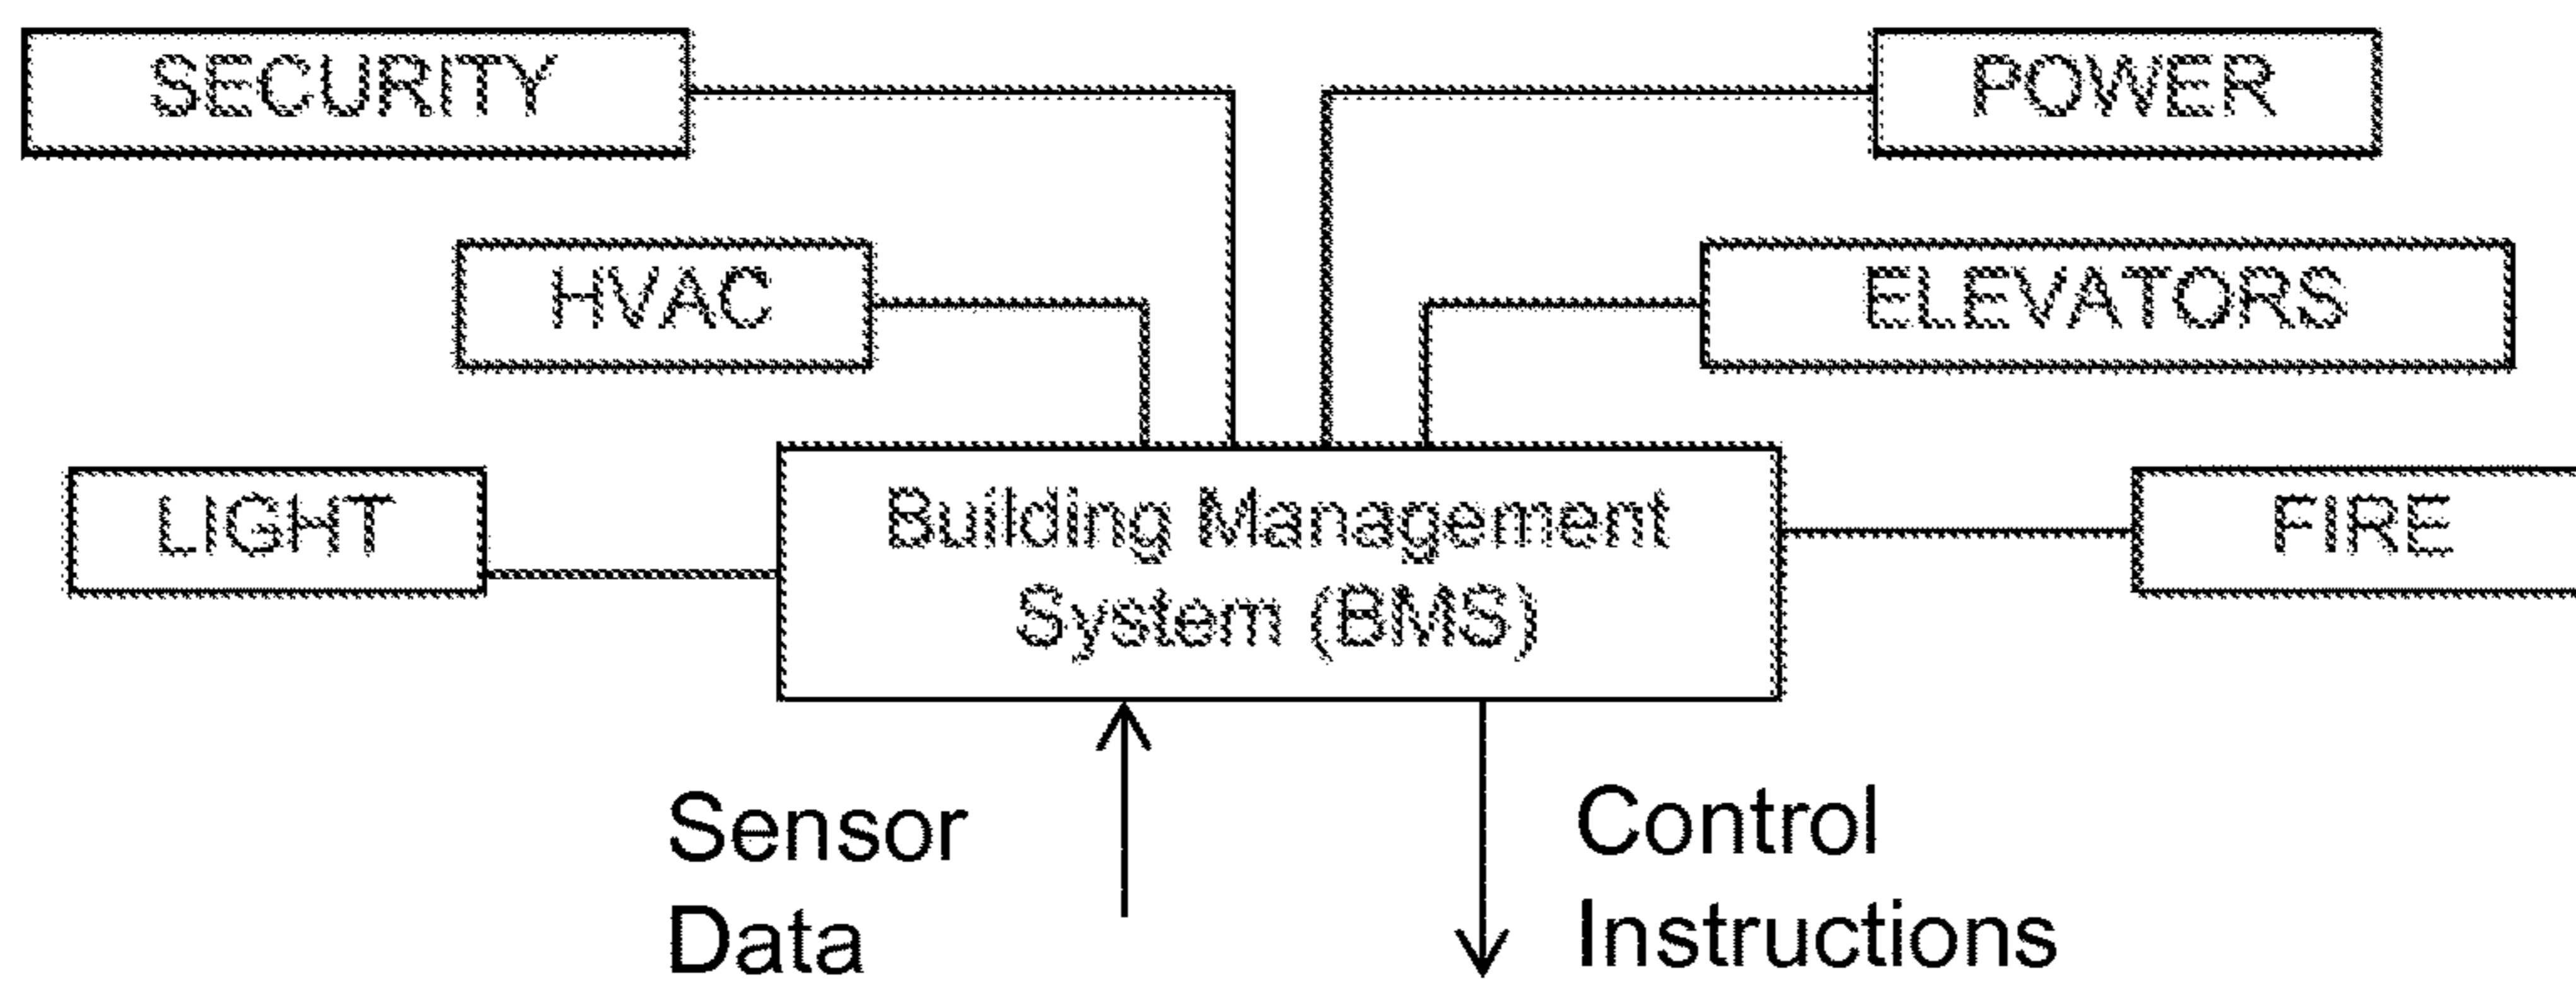 SECURITY
POWER
HVAC
ELEVATORS
LIGHT
Building Management
System (BMS)
FIRE
Sensor
Data
Control
Instructions